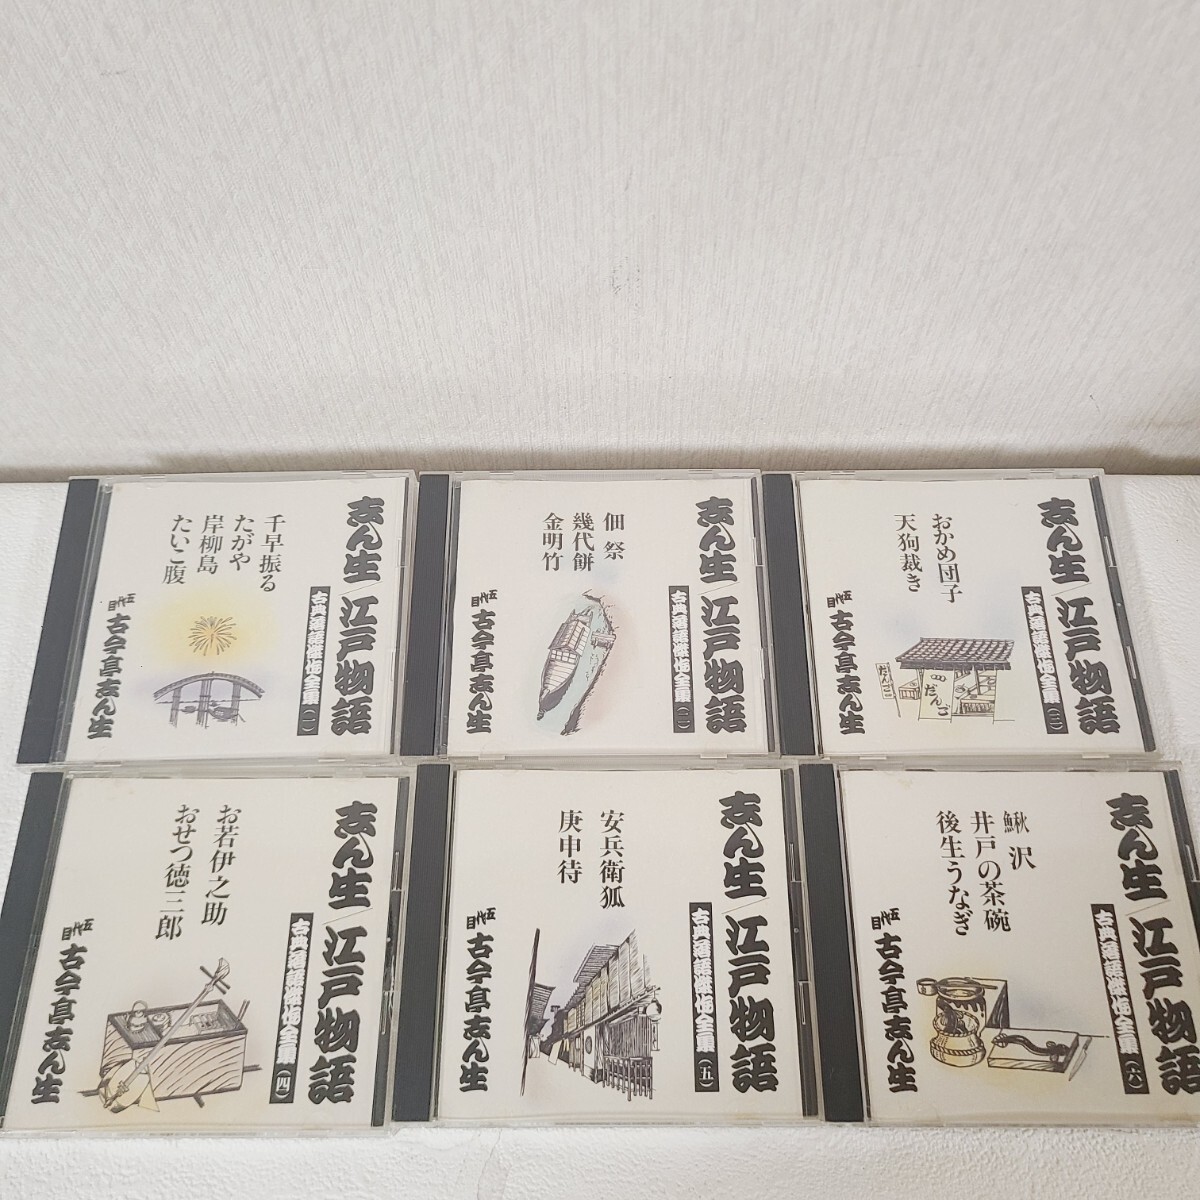 志ん生／江戸物語
古典落語傑作全集（一）
千早振る
たがや
岸柳島
たいこ腹
五代目 古今亭志ん生
志ん生／江戸物語
古典落語傑作全集（二）
佃祭
幾代餅
金明竹
五代目 古今亭志ん生
志ん生／江戸物語
古典落語傑作全集（三）
おかめ団子
天狗裁き
だんご
五代目 古今亭志ん生
志ん生／江戸物語
古典落語傑作全集（四）
お若伊之助
おせつ徳三郎
五代目 古今亭志ん生
志ん生／江戸物語
古典落語傑作全集（五）
安兵衛狐
庚申待
五代目 古今亭志ん生
志ん生／江戸物語
古典落語傑作全集（六）
鰍沢
井戸の茶碗
後生うなぎ
五代目 古今亭志ん生